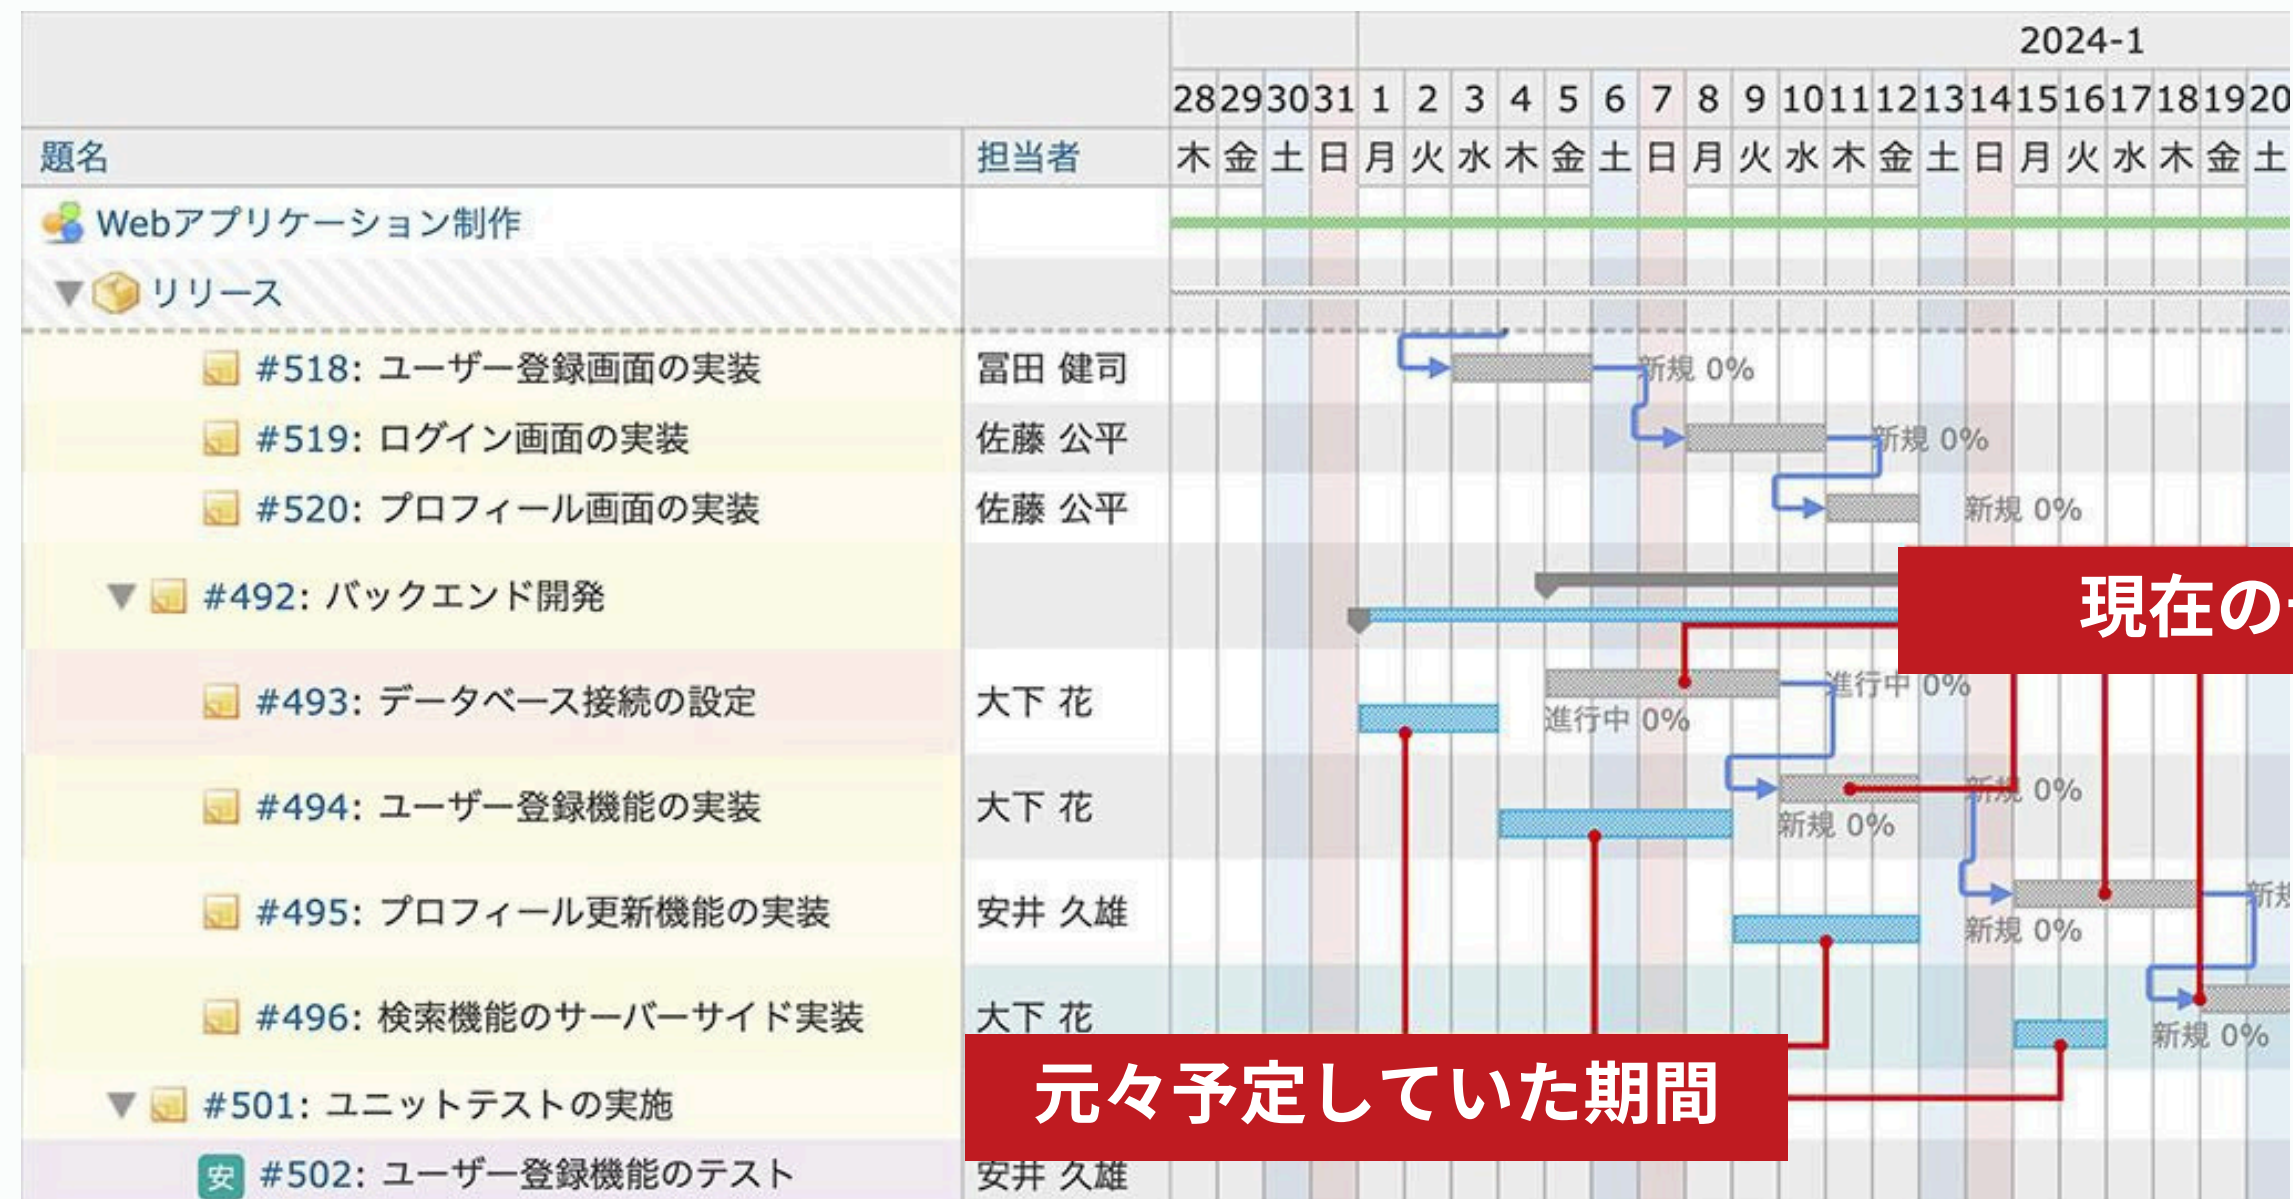 2024-1
28 29 30 31 1 2 3 4 5 6 7 8 9 10 11 12 13 14 15 16 17 18 19 20
題名 担当者 木 金 土 日 月 火 水 木 金 土 日 月 火 水 木 金 土 日 月 火 水 木 金 土
Webアプリケーション制作
リリース
#518: ユーザー登録画面の実装 冨田 健司 新規 0%
#519: ログイン画面の実装 佐藤 公平 新規 0%
#520: プロフィール画面の実装 佐藤 公平 新規 0%
#492: バックエンド開発
現在の
#493: データベース接続の設定 大下 花 進行中 0%
進行中 0%
#494: ユーザー登録機能の実装 大下 花 新規 0%
新規 0%
#495: プロフィール更新機能の実装 安井 久雄 新規
新規 0%
#496: 検索機能のサーバーサイド実装 大下 花
新規 0%
元々予定していた期間
#501: ユニットテストの実施
安 #502: ユーザー登録機能のテスト 安井 久雄